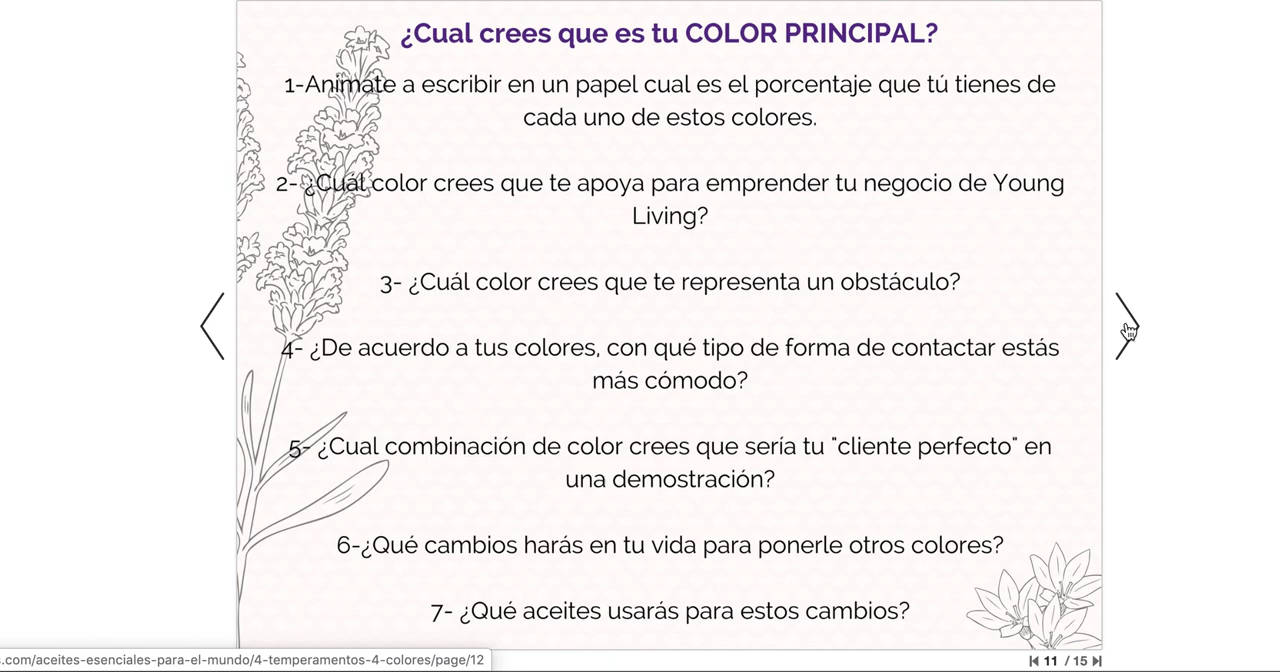 ¿Cual crees que es tu COLOR PRINCIPAL?
1-Animate a escribir en un papel cual es el porcentaje que tú tienes de
cada uno de estos colores.
2- ¿Cuál color crees que te apoya para emprender tu negocio de Young
Living?
3- ¿Cuál color crees que te representa un obstáculo?
4- ¿De acuerdo a tus colores, con qué tipo de forma de contactar estás
más cómodo?
5- ¿Cual combinación de color crees que sería tu "cliente perfecto" en
una demostración?
6-¿Qué cambios harás en tu vida para ponerle otros colores?
7- ¿Qué aceites usarás para estos cambios?
s.com/aceites-esenciales-para-el-mundo/4-temperamentos-4-colores/page/12
11 / 15